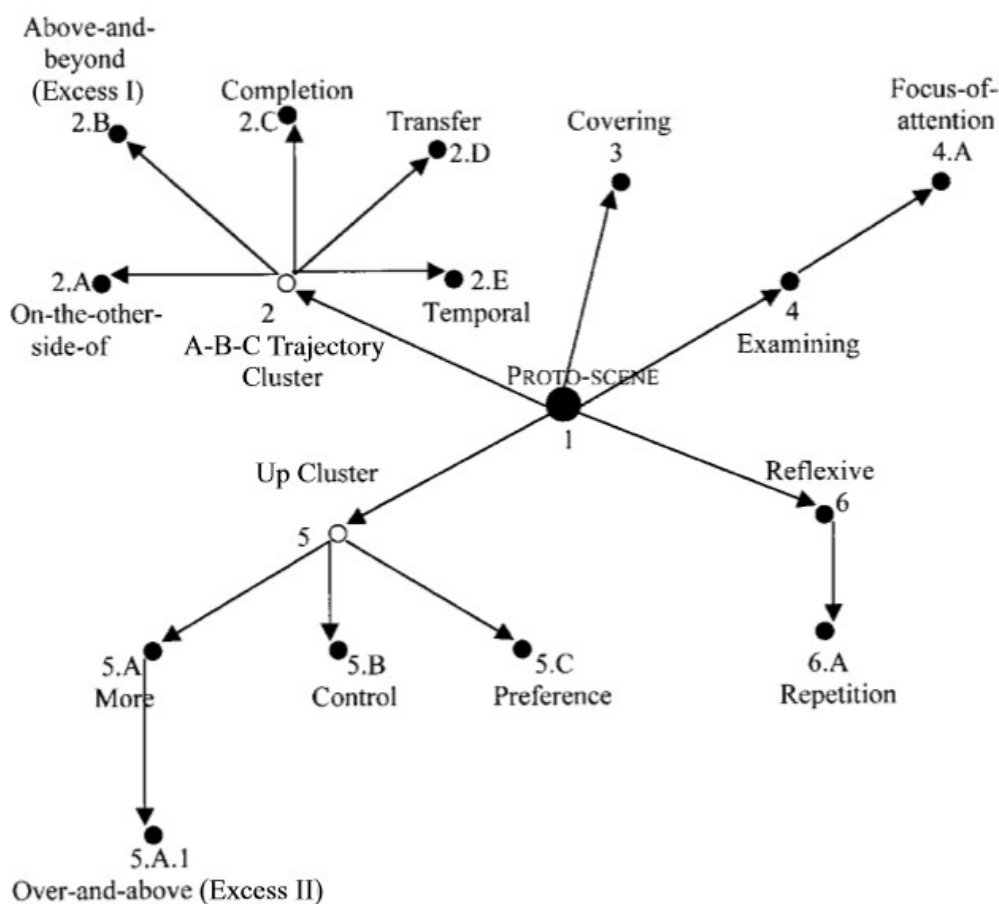 Above-and-
beyond
(Excess I)
2.B
Completion
2.C
Transfer
2.D
Covering
3
Focus-of-
attention
4.A
2.A
On-the-other-
side-of
2
A-B-C Trajectory
Cluster
2.E
Temporal
4
Examining
PROTO-SCENE
1
Up Cluster
5
Reflexive
6
5.A
More
5.B
Control
5.C
Preference
6.A
Repetition
5.A.1
Over-and-above (Excess II)